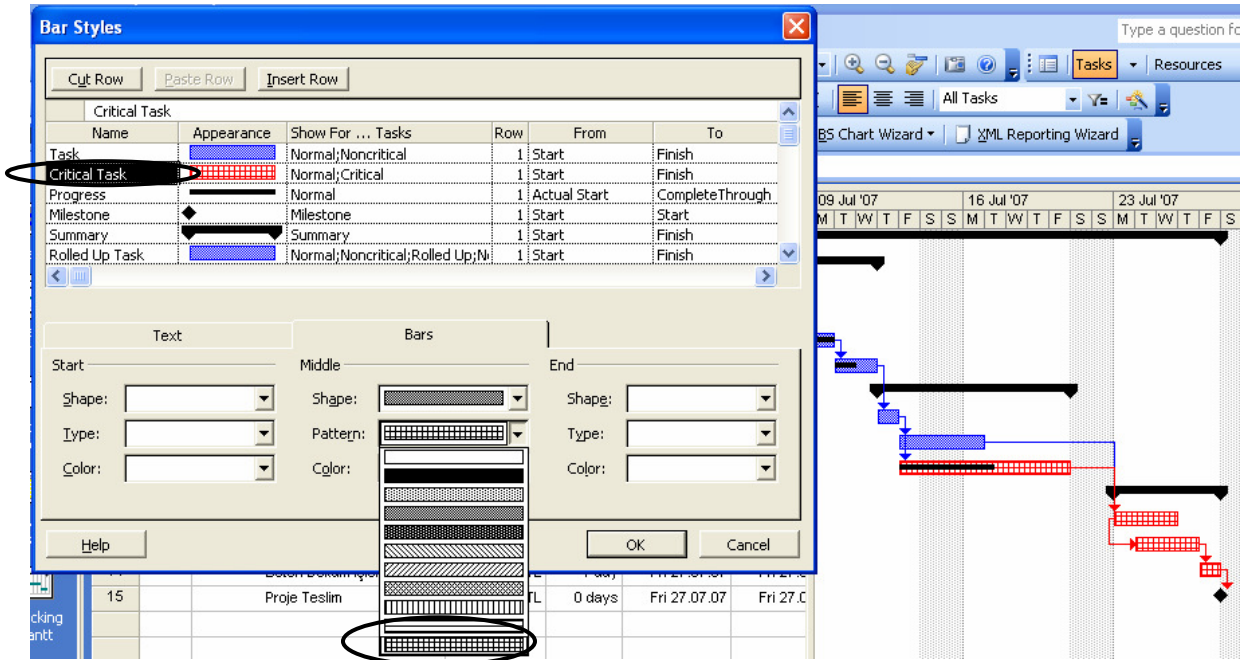 Bar Styles
Type a question fo
Cut Row Paste Row Insert Row
Tasks Resources
Critical Task
All Tasks
Name Appearance Show For ... Tasks Row From To
BS Chart Wizard XML Reporting Wizard
Task Normal;Noncritical 1 Start Finish
Critical Task Normal;Critical 1 Start Finish
Progress Normal 1 Actual Start CompleteThrough
Milestone Milestone 1 Start Start
Summary Summary 1 Start Finish
Rolled Up Task Normal;Noncritical;Rolled Up;N 1 Start Finish
09 Jul '07 16 Jul '07 23 Jul '07
M T W T F S S M T W T F S S M T W T F S
Text Bars
Start Middle End
Shape: Shape: Shape:
Type: Pattern: Type:
Color: Color: Color:
Help OK Cancel
15 Proje Teslim TL 0 days Fri 27.07.07 Fri 27.0
cking
antt